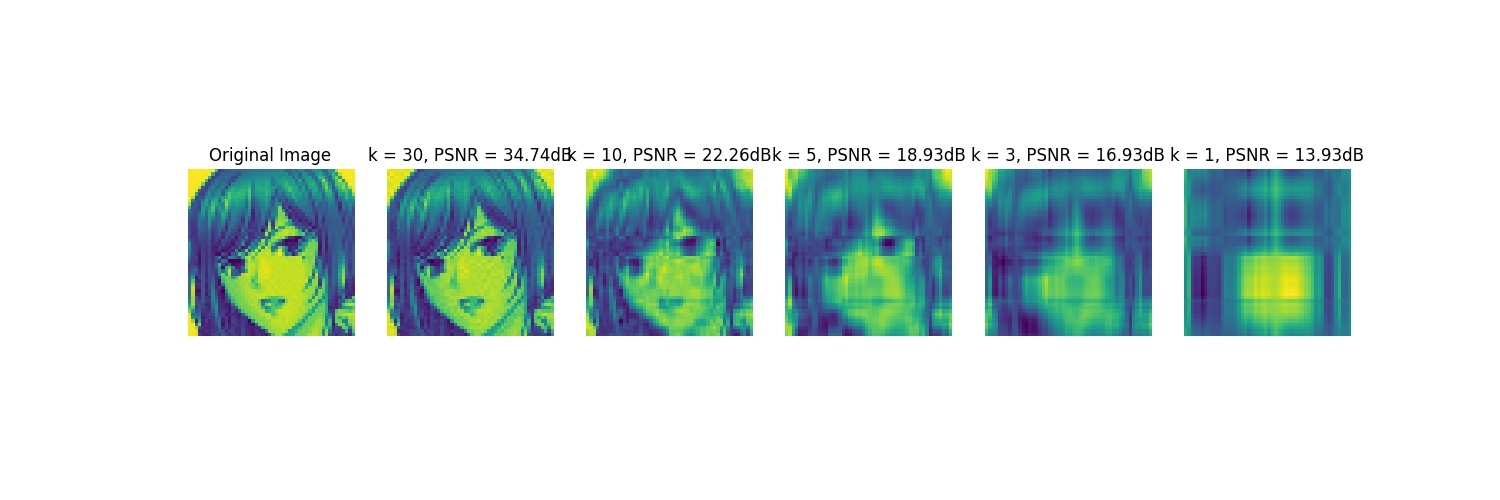 Original Image
k = 30, PSNR = 34.74dB
k = 10, PSNR = 22.26dB
k = 5, PSNR = 18.93dB
k = 3, PSNR = 16.93dB
k = 1, PSNR = 13.93dB